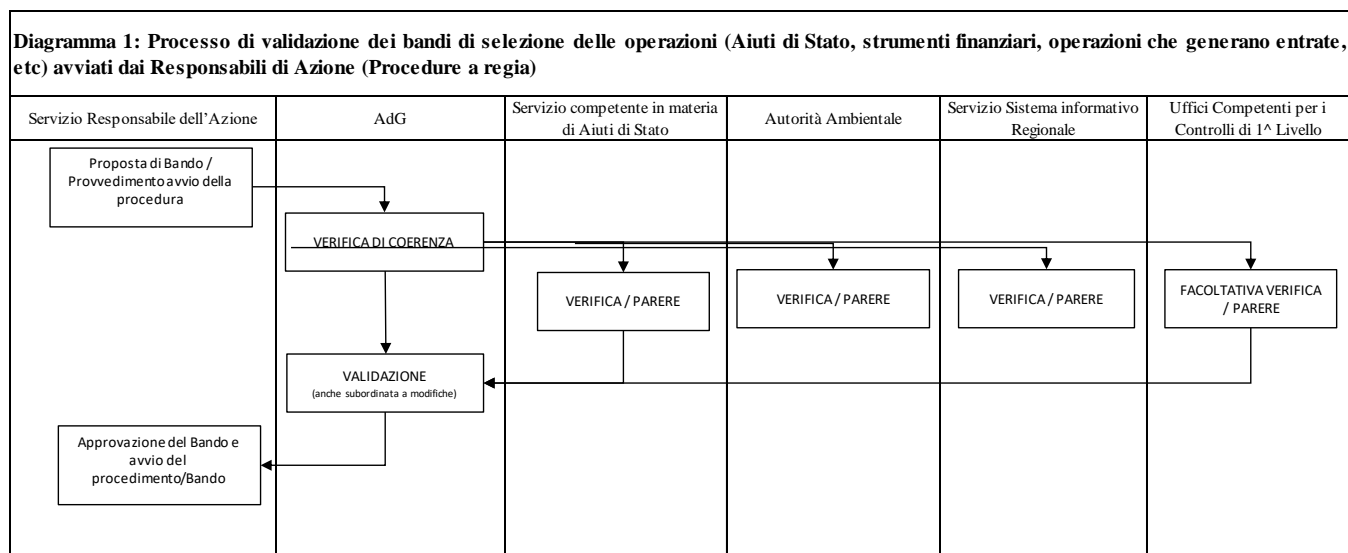 Diagramma 1: Processo di validazione dei bandi di selezione delle operazioni (Aiuti di Stato, strumenti finanziari, operazioni che generano entrate,
etc) avviati dai Responsabili di Azione (Procedure a regia)
Servizio Responsabile dell'Azione
AdG
Servizio competente in materia
di Aiuti di Stato
Autorità Ambientale
Servizio Sistema informativo
Regionale
Uffici Competenti per i
Controlli di 1^ Livello
Proposta di Bando /
Provvedimento avvio della
procedura
VERIFICA DI COERENZA
VERIFICA / PARERE
VERIFICA / PARERE
VERIFICA / PARERE
FACOLTATIVA VERIFICA
/ PARERE
VALIDAZIONE
(anche subordinata a modifiche)
Approvazione del Bando e
avvio del
procedimento/Bando